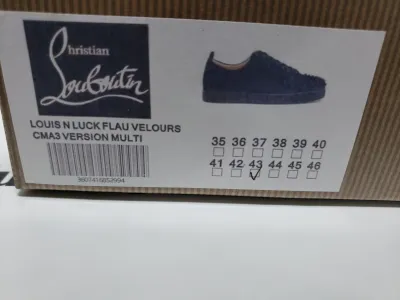 Christian
Louboutin
LOUIS N LUCK FLAU VELOURS
CMA3 VERSION MULTI
35 36 37 38 39 40
41 42 43 44 45 46